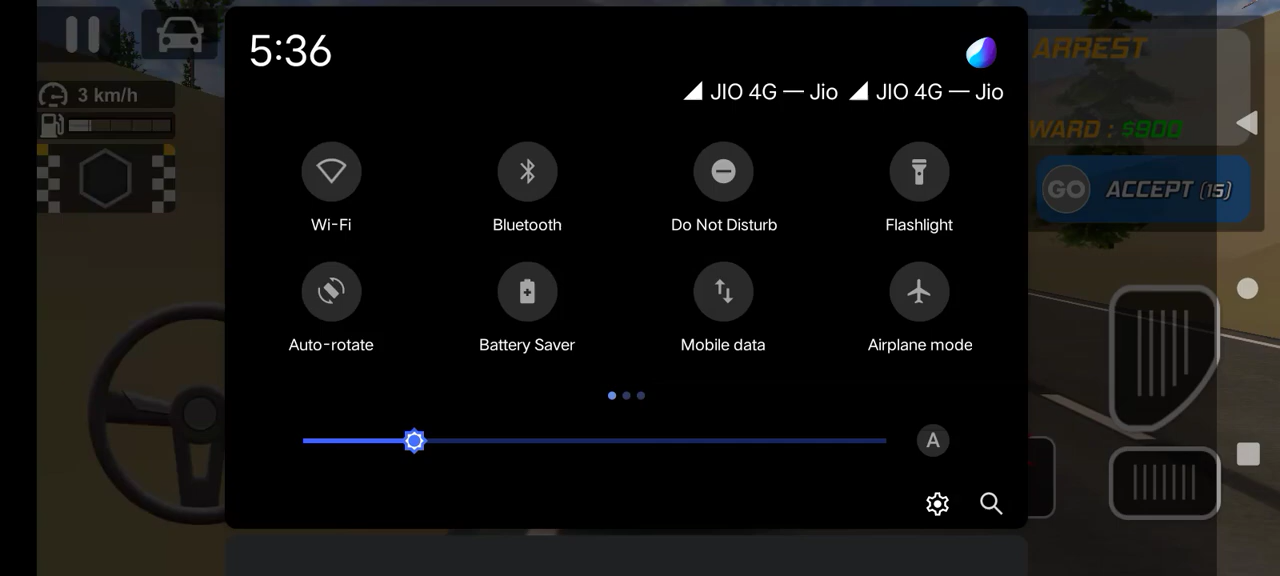 5:36
ARREST
JIO 4G — Jio JIO 4G — Jio
3 km/h
WARD : $900
GO ACCEPT (15)
Wi-Fi Bluetooth Do Not Disturb Flashlight
Auto-rotate Battery Saver Mobile data Airplane mode
A